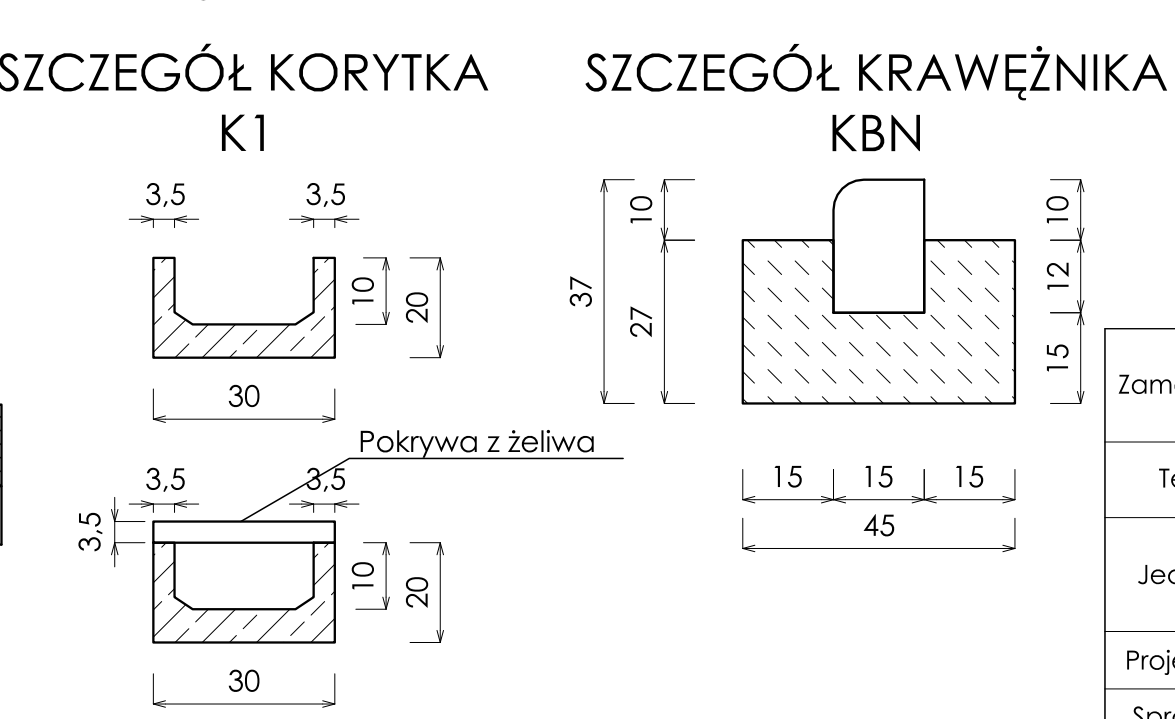 SZCZEGÓŁ KORYTKA
K1
3,5 3,5
10
20
30
Pokrywa z żeliwa
3,5 3,5
3,5
10
20
30
SZCZEGÓŁ KRAWĘŻNIKA
KBN
10
37
27
10
12
15
15 15 15
45